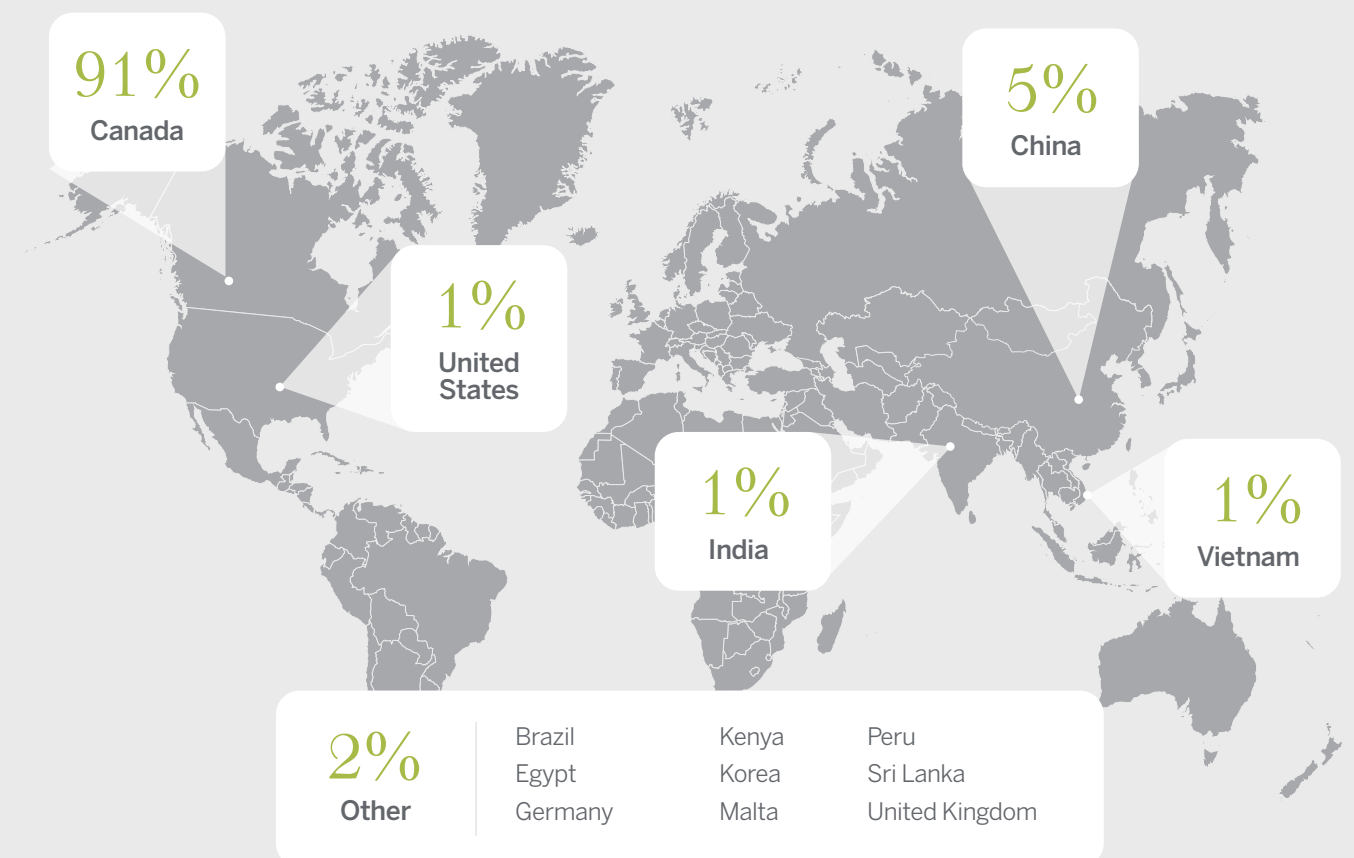 91%
Canada
5%
China
1%
United
States
1%
India
1%
Vietnam
2%
Other
Brazil
Egypt
Germany
Kenya
Korea
Malta
Peru
Sri Lanka
United Kingdom